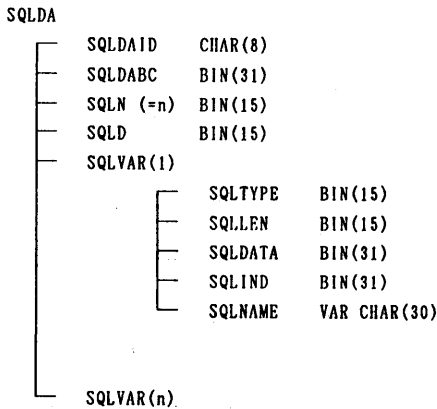 SQLDA
SQLDAID CHAR(8)
SQLDABC BIN(31)
SQLN (=n) BIN(15)
SQLD BIN(15)
SQLVAR(1)
SQLTYPE BIN(15)
SQLLEN BIN(15)
SQLDATA BIN(31)
SQLIND BIN(31)
SQLNAME VAR CHAR(30)
SQLVAR(n)